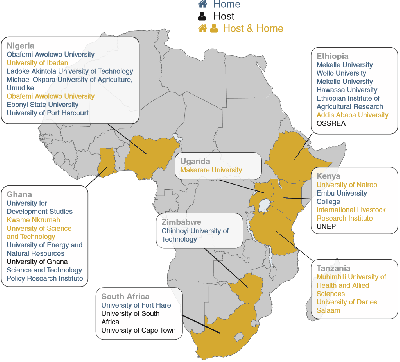 Home
Host
Host & Home
Nigeria
Obafemi Awolowo University
University of Ibadan
Ladoke Akintola University of Technology
Michael Okpara University of Agriculture,
Umudike
Obafemi Awolowo University
Ebonyi State University
University of Port Harcourt
Ethiopia
Mekelle University
Wollo University
Mekelle University
Hawassa University
Ethiopian Institute of
Agricultural Research
Addis Ababa University
OSSREA
Uganda
Makerere University
Kenya
University of Nairobi
Embu University
College
International Livestock
Research Institute
UNEP
Ghana
University for
Development Studies
Kwame Nkrumah
University of Science
and Technology
University of Energy and
Natural Resources
University of Ghana
Science and Technology
Policy Research Institute
Zimbabwe
Chinhoyi University of
Technology
Tanzania
Muhimbili University of
Health and Allied
Sciences
University of Dar es
Salaam
South Africa
University of Fort Hare
University of South
Africa
University of Cape Town